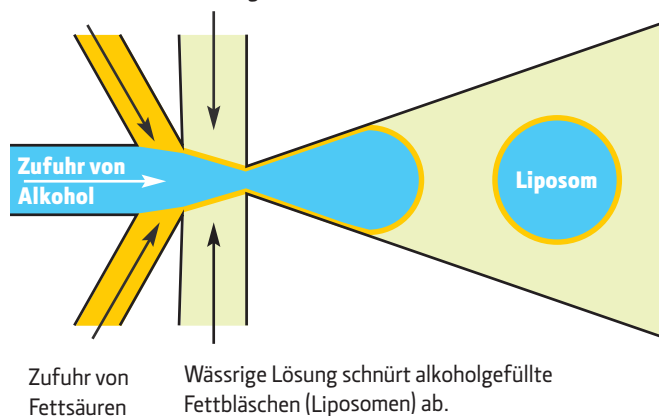 Zufuhr von
Alkohol
Liposom
Zufuhr von
Fettsäuren
Wässrige Lösung schnürt alkoholgefüllte
Fettbläschen (Liposomen) ab.